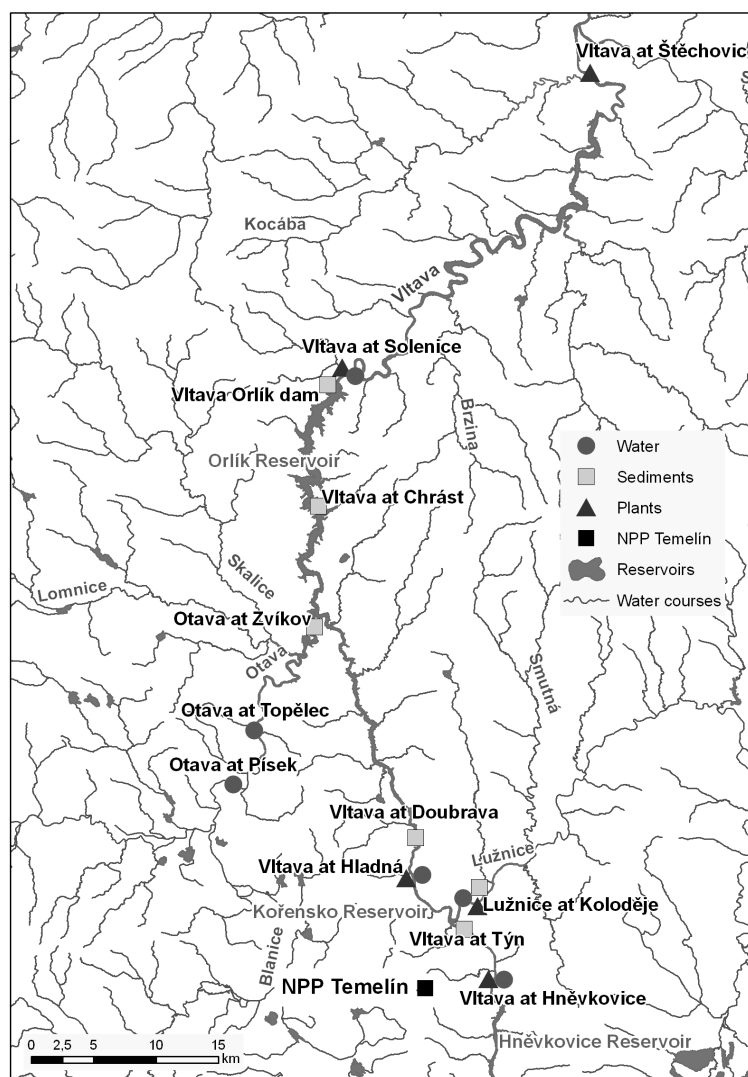 Vltava at Štěchovic
S
Kocába
Vltava
Vltava at Solenice
Vltava Orlík dam
Brzina
Water
Orlík Reservoir
Sediments
Vltava at Chrást
Plants
NPP Temelín
Skalice
Reservoirs
Lomnice
Water courses
Otava at Zvíkov
Otava
Smutná
Otava at Topělec
Otava at Písek
Vltava at Doubrava
Lužnice
Vltava at Hladná
Lužnice at Koloděje
Kořensko Reservoir
Vltava at Týn
Blanice
NPP Temelín
Vltava at Hněvkovice
Hněvkovice Reservoir
0 2,5 5 10 15
km